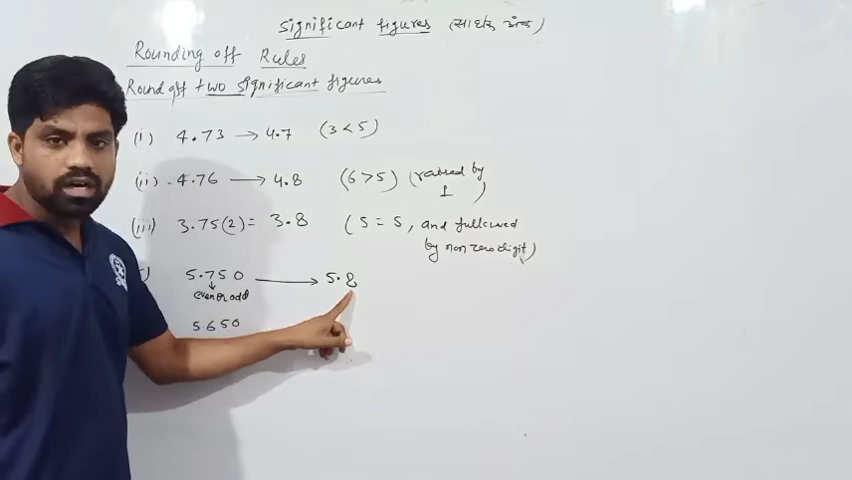 Significant figures (सार्थक अंक)
Rounding off Rules
Round off two significant figures
(i) 4.73 → 4.7 (3 < 5)
(ii) 4.76 → 4.8 (6 > 5) (raised by 1)
(iii) 3.75(2) = 3.8 (5 = 5, and followed by non zero digit)
5.750 → 5.8
even or odd
5.650